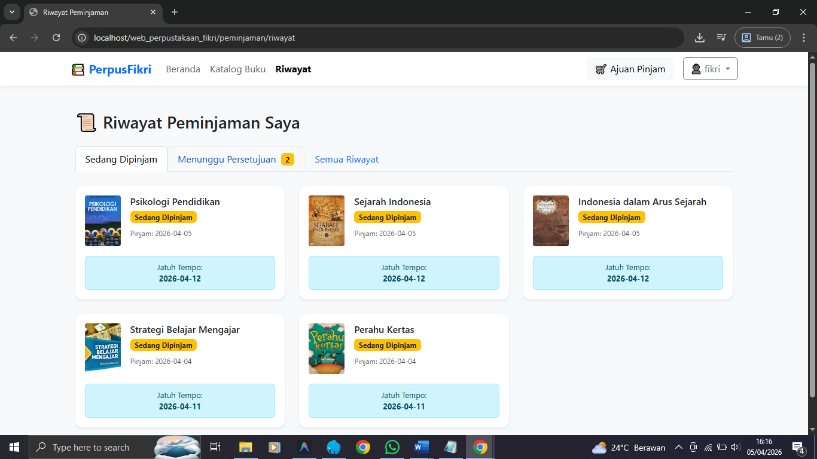 Riwayat Peminjaman
localhost/web_perpustakaan_fikri/peminjaman/riwayat
Tamu (2)
PerpusFikri
Beranda
Katalog Buku
Riwayat
Ajuan Pinjam
fikri
Riwayat Peminjaman Saya
Sedang Dipinjam
Menunggu Persetujuan 2
Semua Riwayat
PSIKOLOGI
PENDIDIKAN
Psikologi Pendidikan
Sedang Dipinjam
Pinjam: 2026-04-05
Jatuh Tempo:
2026-04-12
SEJARAH
INDONESIA
Sejarah Indonesia
Sedang Dipinjam
Pinjam: 2026-04-05
Jatuh Tempo:
2026-04-12
Indonesia dalam Arus Sejarah
Sedang Dipinjam
Pinjam: 2026-04-05
Jatuh Tempo:
2026-04-12
STRATEGI
BELAJAR
MENGAJAR
Strategi Belajar Mengajar
Sedang Dipinjam
Pinjam: 2026-04-04
Jatuh Tempo:
2026-04-11
Perahu
kertas
Perahu Kertas
Sedang Dipinjam
Pinjam: 2026-04-04
Jatuh Tempo:
2026-04-11
Type here to search
24°C Berawan
16:16
05/04/2026
4